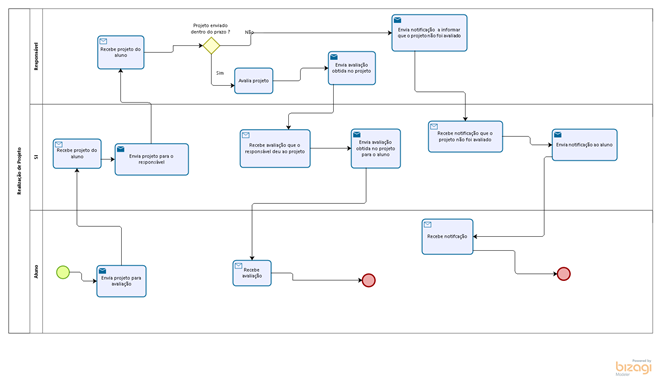 Realização de Projeto
Responsável
Recebe projeto do
aluno
Projeto enviado
dentro do prazo ?
Não
Sim
Avalia projeto
Envia avaliação
obtida no projeto
Envia notificação a informar
que o projeto não foi avaliado
SI
Recebe projeto do
aluno
Envia projeto para o
responsável
Recebe avaliação que o
responsável deu ao projeto
Envia avaliação
obtida no projeto
para o aluno
Recebe notificação que o
projeto não foi avaliado
Envia notificação ao aluno
Aluno
Envia projeto para
avaliação
Recebe
avaliação
Recebe notificação
Powered by
bizagi
Modeler